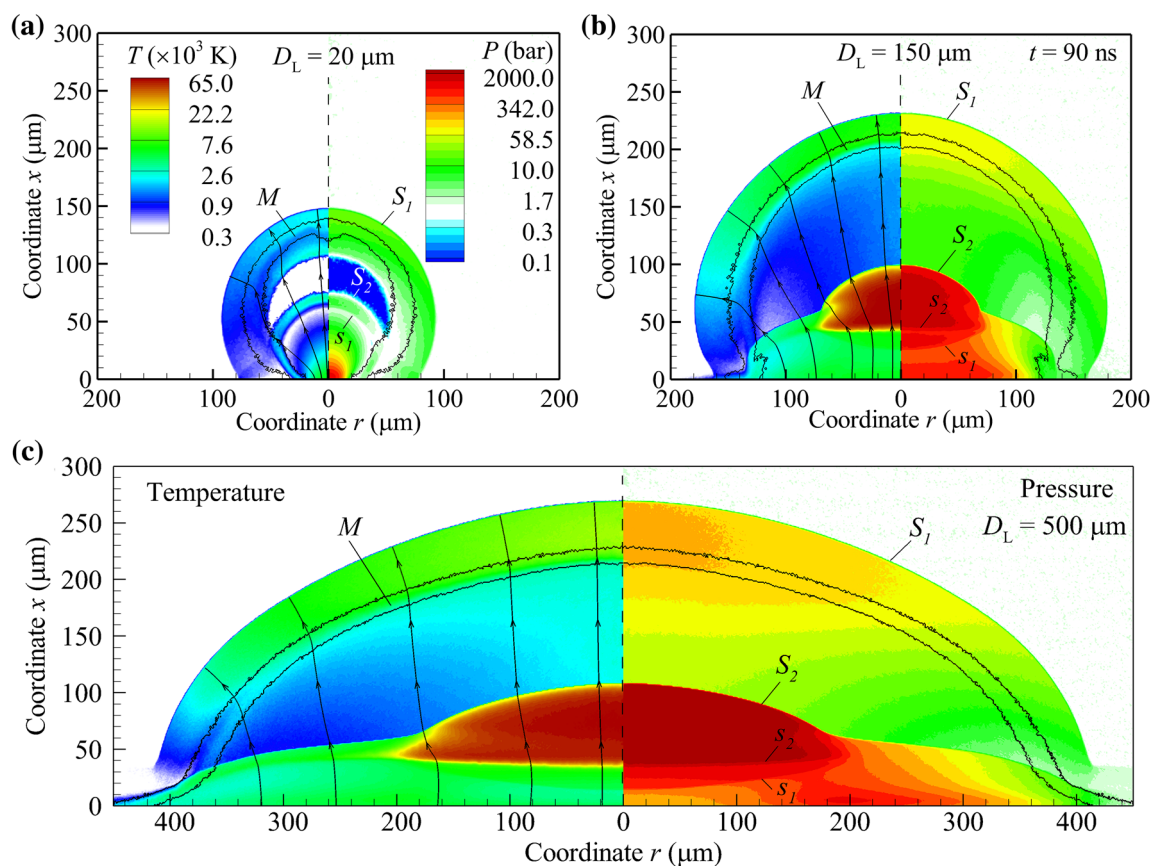 (a)
300
250
200
150
100
50
0
Coordinate x (μm)
T (×10³ K)
65.0
22.2
7.6
2.6
0.9
0.3
D_L = 20 μm
P (bar)
2000.0
342.0
58.5
10.0
1.7
0.3
0.1
M
S₁
S₂
s₁
200 100 0 100 200
Coordinate r (μm)
(b)
300
250
200
150
100
50
0
Coordinate x (μm)
D_L = 150 μm
t = 90 ns
M
S₁
S₂
s₂
s₁
200 100 0 100 200
Coordinate r (μm)
(c)
300
250
200
150
100
50
0
Coordinate x (μm)
Temperature
Pressure
D_L = 500 μm
M
S₁
S₂
s₂
s₁
400 300 200 100 0 100 200 300 400
Coordinate r (μm)